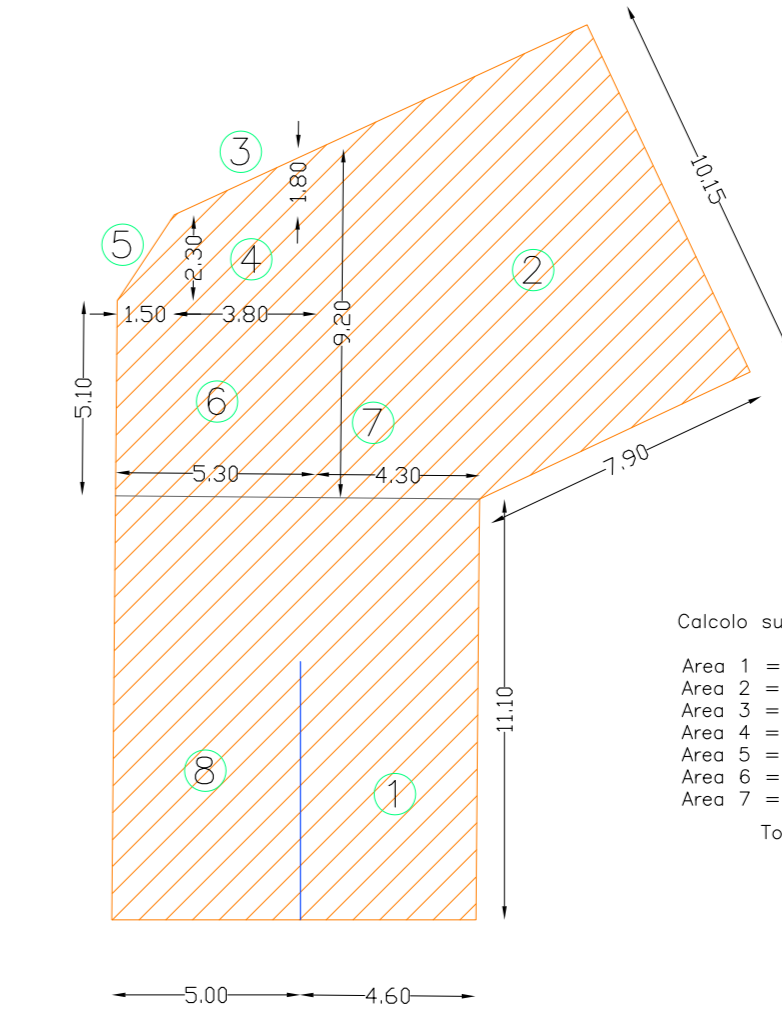 3
1.80
10.15
5
2.30
4
2
1.50
3.80
9.20
5.10
6
7
5.30
4.30
7.90
Calcolo su
Area 1 =
Area 2 =
Area 3 =
Area 4 =
Area 5 =
Area 6 =
Area 7 =
To
11.10
8
1
5.00
4.60